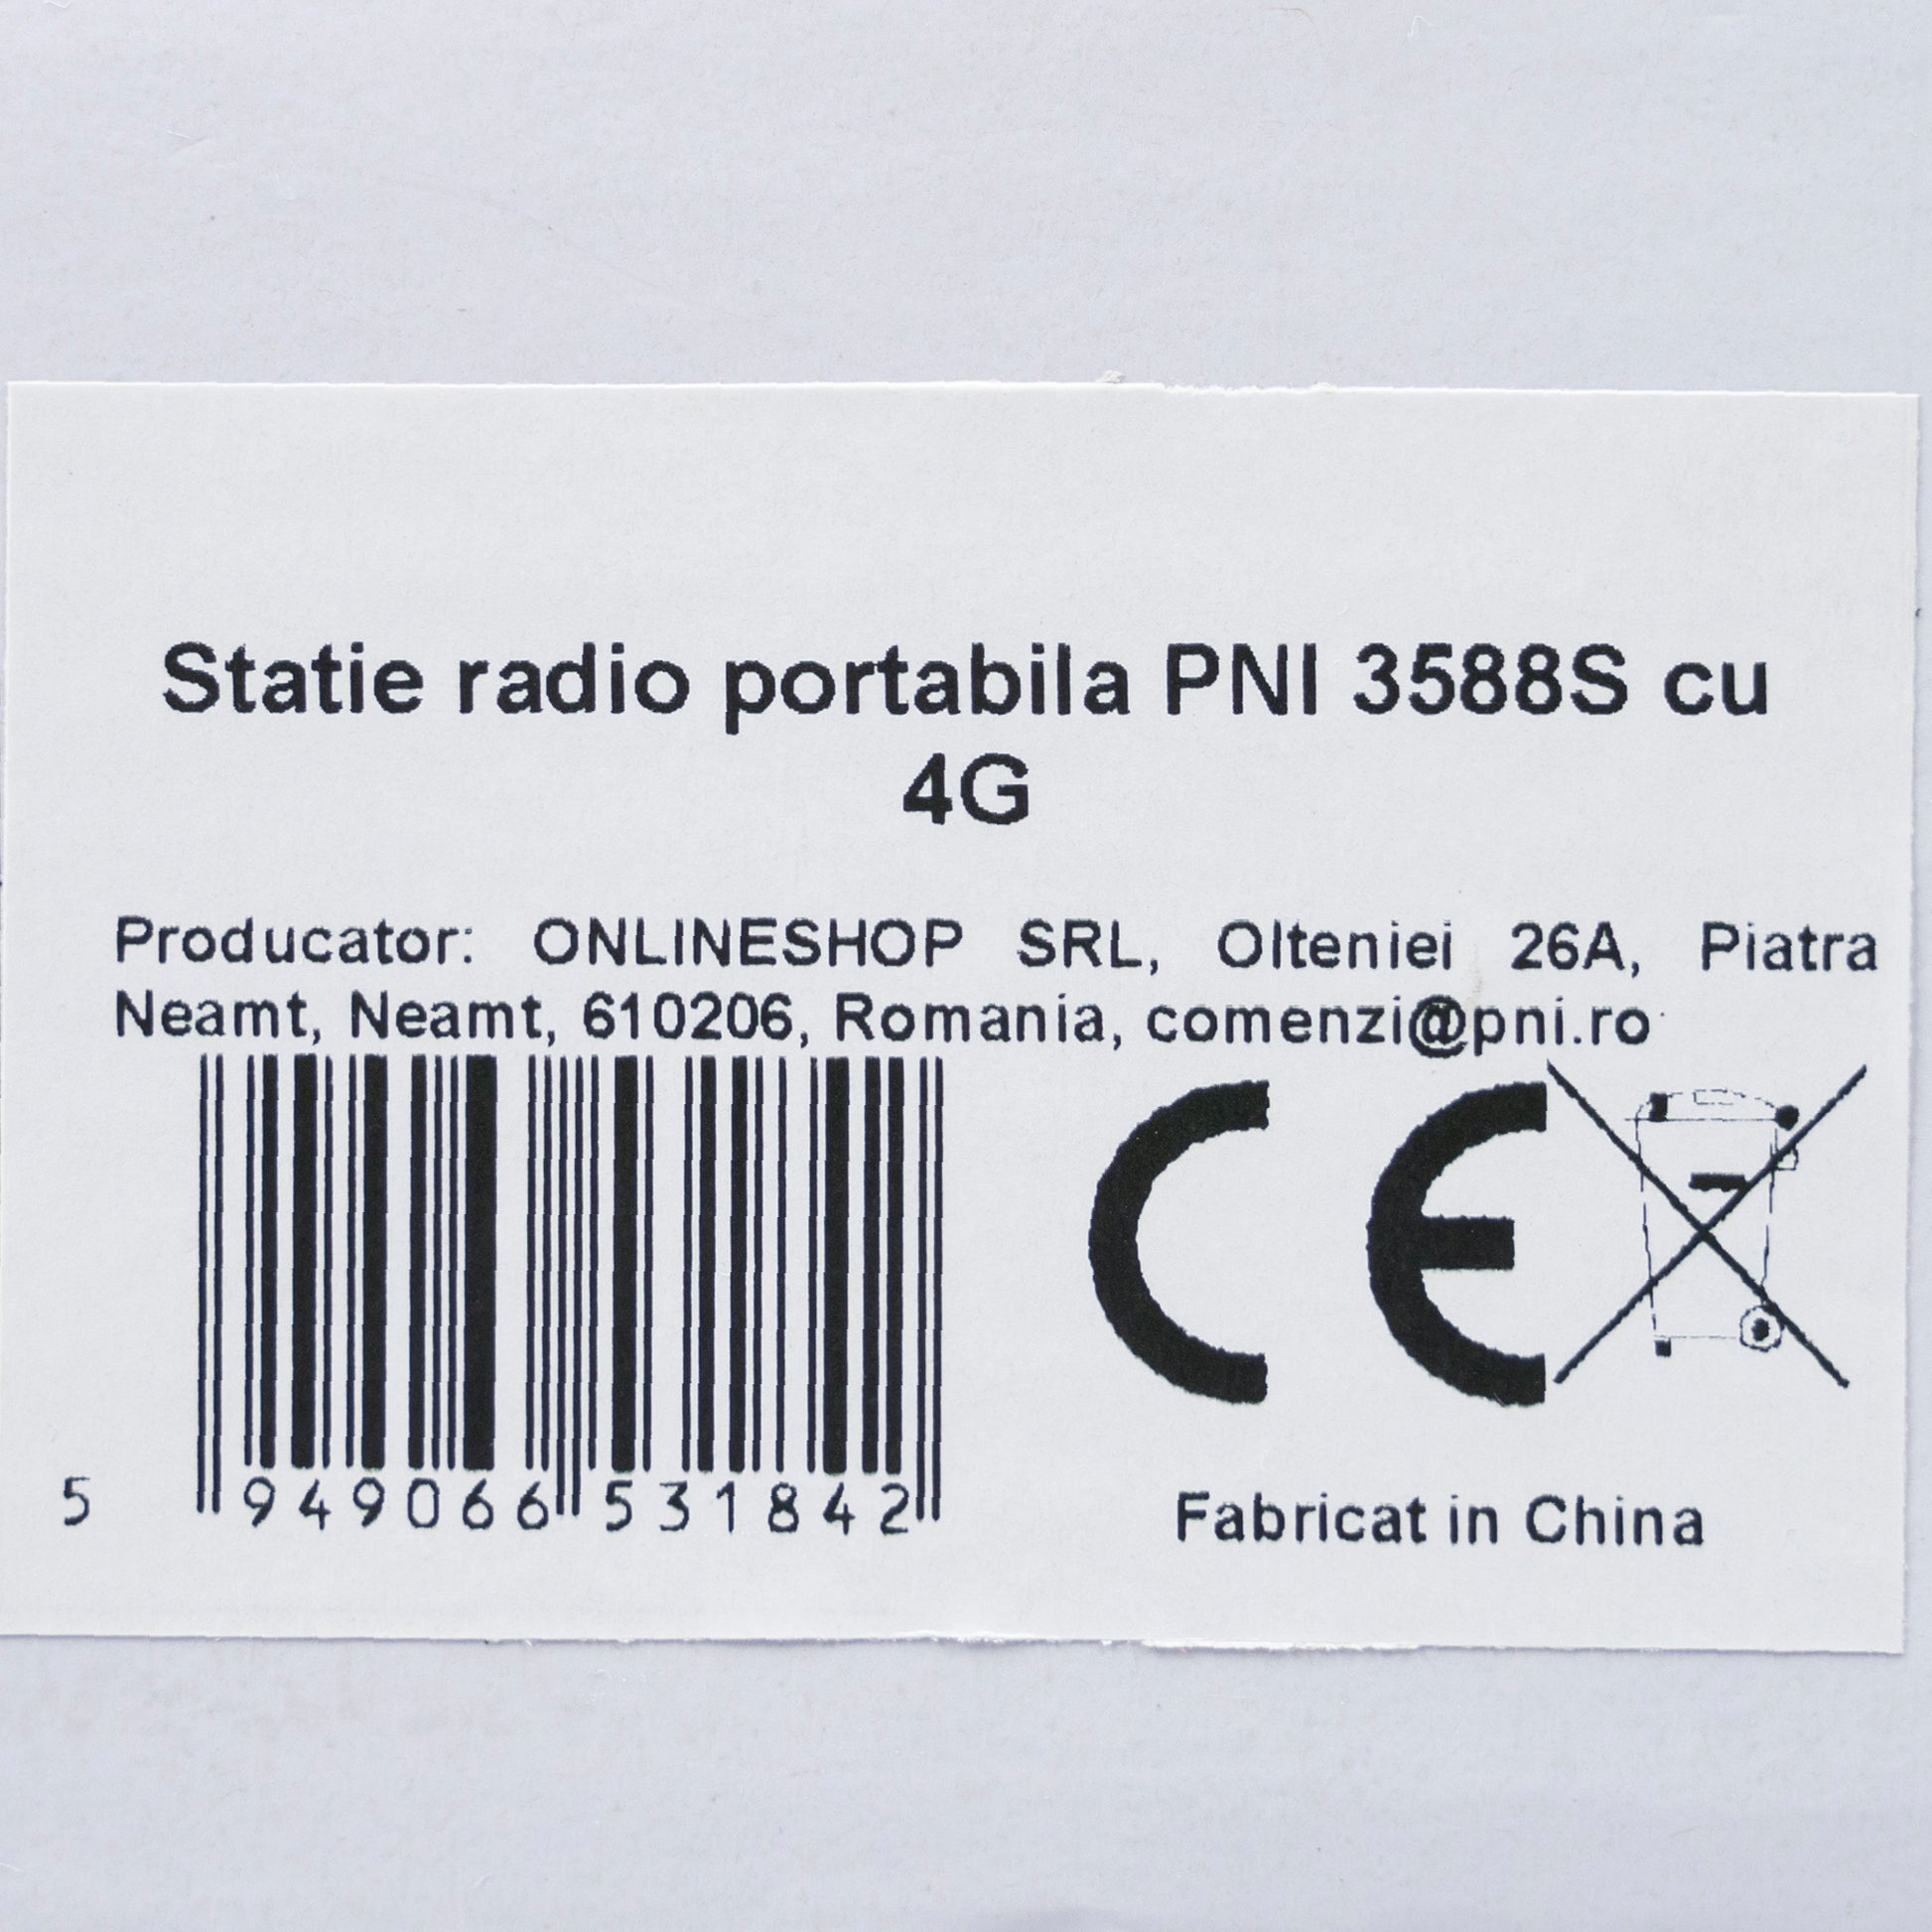 Statie radio portabila PNI 3588S cu
4G
Producator: ONLINESHOP SRL, Olteniei 26A, Piatra
Neamt, Neamt, 610206, Romania, comenzi@pni.ro
CE
5 949066 531842
Fabricat in China